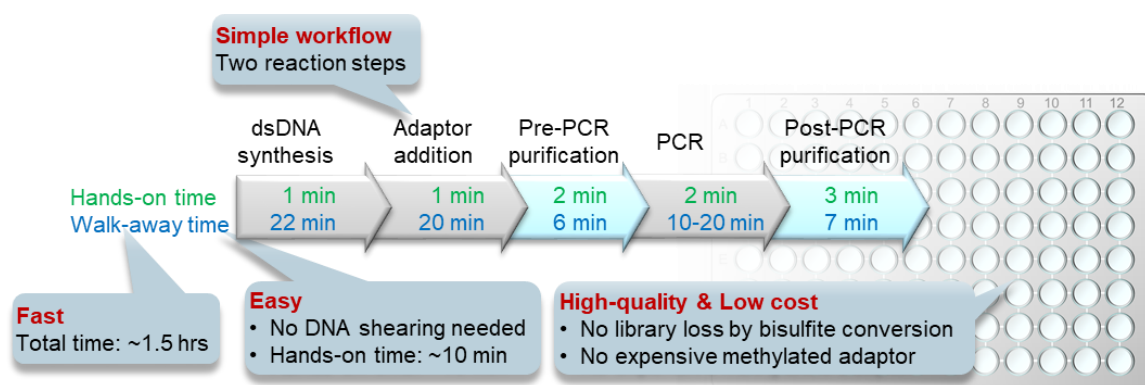 Simple workflow
Two reaction steps
1 2 3 4 5 6 7 8 9 10 11 12
A
B
E
dsDNA
synthesis
Adaptor
addition
Pre-PCR
purification
PCR
Post-PCR
purification
Hands-on time
1 min
1 min
2 min
2 min
3 min
Walk-away time
22 min
20 min
6 min
10-20 min
7 min
Fast
Total time: ~1.5 hrs
Easy
• No DNA shearing needed
• Hands-on time: ~10 min
High-quality & Low cost
• No library loss by bisulfite conversion
• No expensive methylated adaptor